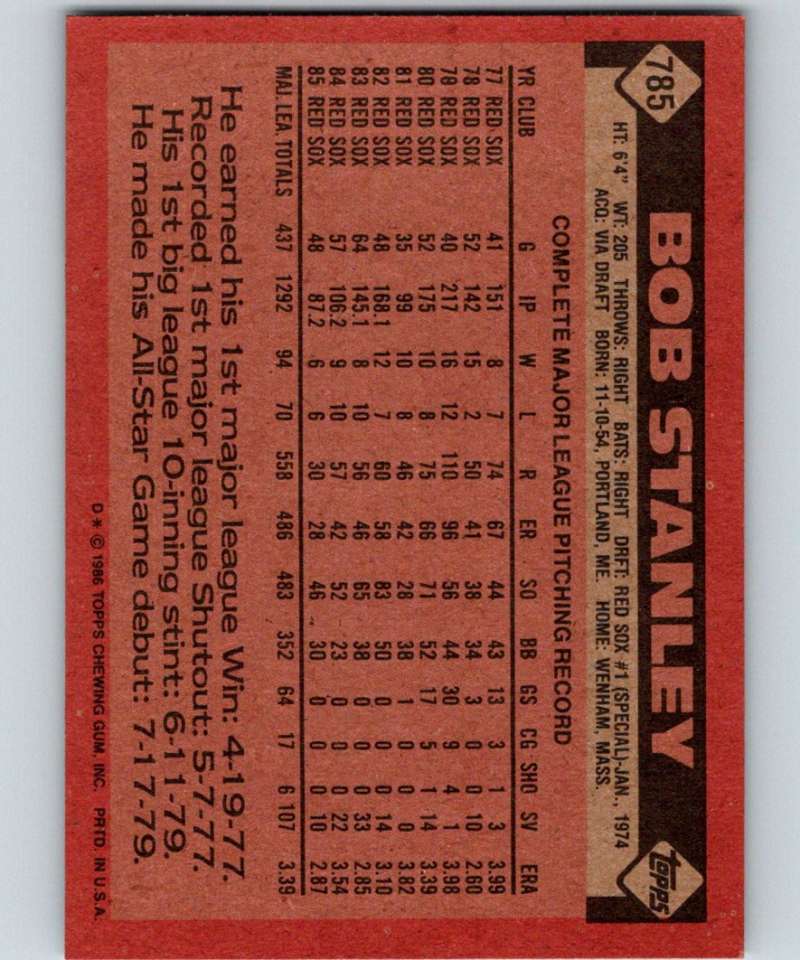 785
BOB STANLEY
topps
HT: 6'4" WT: 205 THROWS: RIGHT BATS: RIGHT DRFT: RED SOX #1 (SPECIAL)-JAN., 1974
ACQ: VIA DRAFT BORN: 11-10-54, PORTLAND, ME. HOME: WENHAM, MASS.
COMPLETE MAJOR LEAGUE PITCHING RECORD
YR CLUB G IP W L R ER SO BB GS CG SHO SV ERA
77 RED SOX 41 151 8 7 74 67 44 43 13 3 1 3 3.99
78 RED SOX 52 142 15 2 50 41 38 34 3 0 0 10 2.60
79 RED SOX 40 217 16 12 110 96 56 44 30 9 4 1 3.98
80 RED SOX 52 175 10 8 75 66 71 52 17 5 1 14 3.39
81 RED SOX 35 99 10 8 46 42 28 38 1 0 0 0 3.82
82 RED SOX 48 168.1 12 7 60 58 83 50 0 0 0 14 3.10
83 RED SOX 64 145.1 8 10 56 46 65 38 0 0 0 33 2.85
84 RED SOX 57 106.2 9 10 57 42 52 23 0 0 0 22 3.54
85 RED SOX 48 87.2 6 6 30 28 46 30 0 0 0 10 2.87
MAJ. LEA. TOTALS 437 1292 94 70 558 486 483 352 64 17 6 107 3.39
He earned his 1st major league Win: 4-19-77.
Recorded 1st major league Shutout: 5-7-77.
His 1st big league 10-inning stint: 6-11-79.
He made his All-Star Game debut: 7-17-79.
D* © 1986 TOPPS CHEWING GUM, INC. PRTD. IN U.S.A.